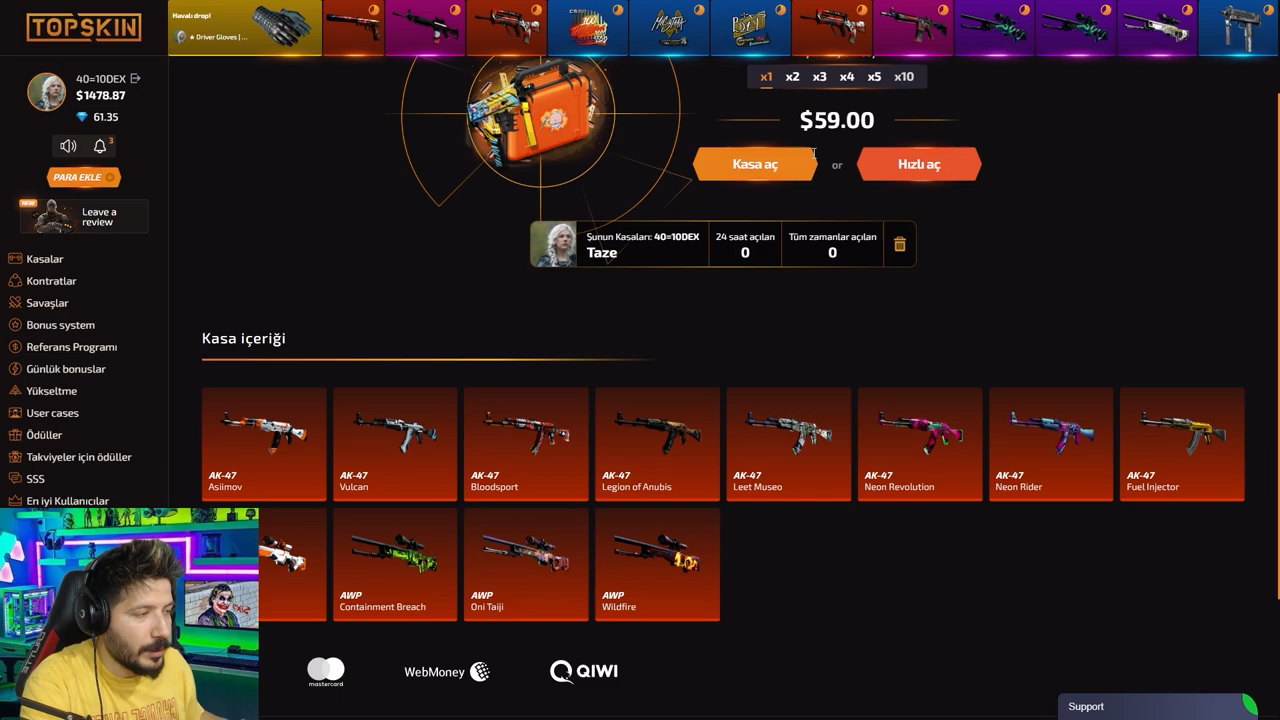 TOPSKIN
Havalı drop!
★ Driver Gloves | ...
40=10DEX
$1478.87
61.35
3
PARA EKLE
NEW
Leave a
review
Kasalar
Kontratlar
Savaşlar
Bonus system
Referans Programı
Günlük bonuslar
Yükseltme
User cases
Ödüller
Takviyeler için ödüller
SSS
En iyi Kullanıcılar
x1 x2 x3 x4 x5 x10
$59.00
Kasa aç or Hızlı aç
Şunun Kasaları: 40=10DEX
Taze
24 saat açılan
0
Tüm zamanlar açılan
0
Kasa içeriği
AK-47
Asiimov
AK-47
Vulcan
AK-47
Bloodsport
AK-47
Legion of Anubis
AK-47
Leet Museo
AK-47
Neon Revolution
AK-47
Neon Rider
AK-47
Fuel Injector
AWP
Containment Breach
AWP
Oni Taiji
AWP
Wildfire
mastercard
WebMoney
QIWI
Support